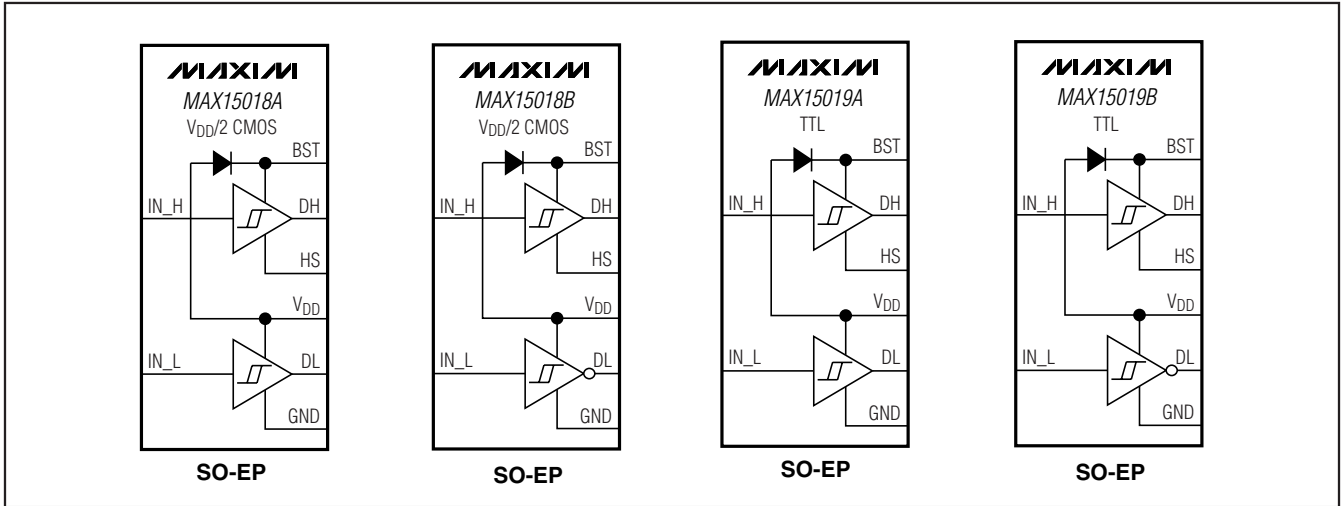 MAXIM
MAX15018A
VDD/2 CMOS
BST
IN_H
DH
HS
VDD
IN_L
DL
GND
SO-EP
MAXIM
MAX15018B
VDD/2 CMOS
BST
IN_H
DH
HS
VDD
IN_L
DL
GND
SO-EP
MAXIM
MAX15019A
TTL
BST
IN_H
DH
HS
VDD
IN_L
DL
GND
SO-EP
MAXIM
MAX15019B
TTL
BST
IN_H
DH
HS
VDD
IN_L
DL
GND
SO-EP